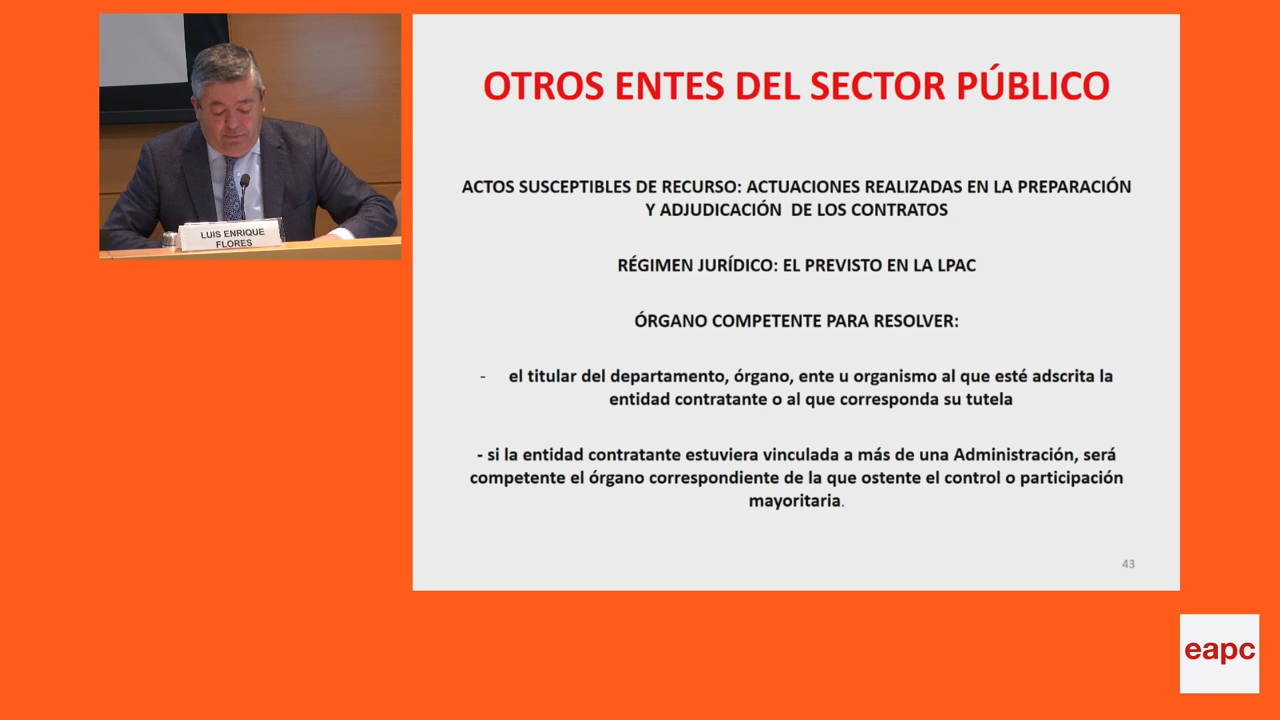 LUIS ENRIQUE
FLORES
OTROS ENTES DEL SECTOR PÚBLICO
ACTOS SUSCEPTIBLES DE RECURSO: ACTUACIONES REALIZADAS EN LA PREPARACIÓN
Y ADJUDICACIÓN DE LOS CONTRATOS
RÉGIMEN JURÍDICO: EL PREVISTO EN LA LPAC
ÓRGANO COMPETENTE PARA RESOLVER:
- el titular del departamento, órgano, ente u organismo al que esté adscrita la
entidad contratante o al que corresponda su tutela
- si la entidad contratante estuviera vinculada a más de una Administración, será
competente el órgano correspondiente de la que ostente el control o participación
mayoritaria.
43
eapc